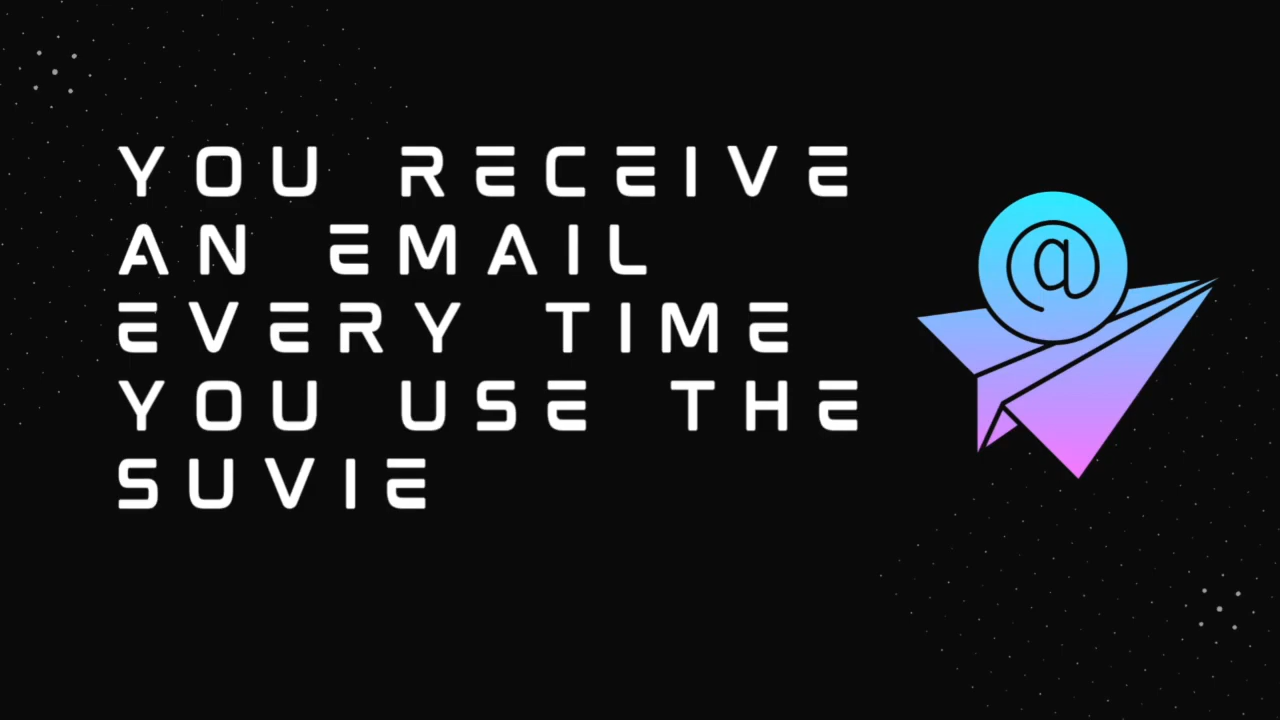 YOU RECEIVE
AN EMAIL
EVERY TIME
YOU USE THE
SUVIE
@